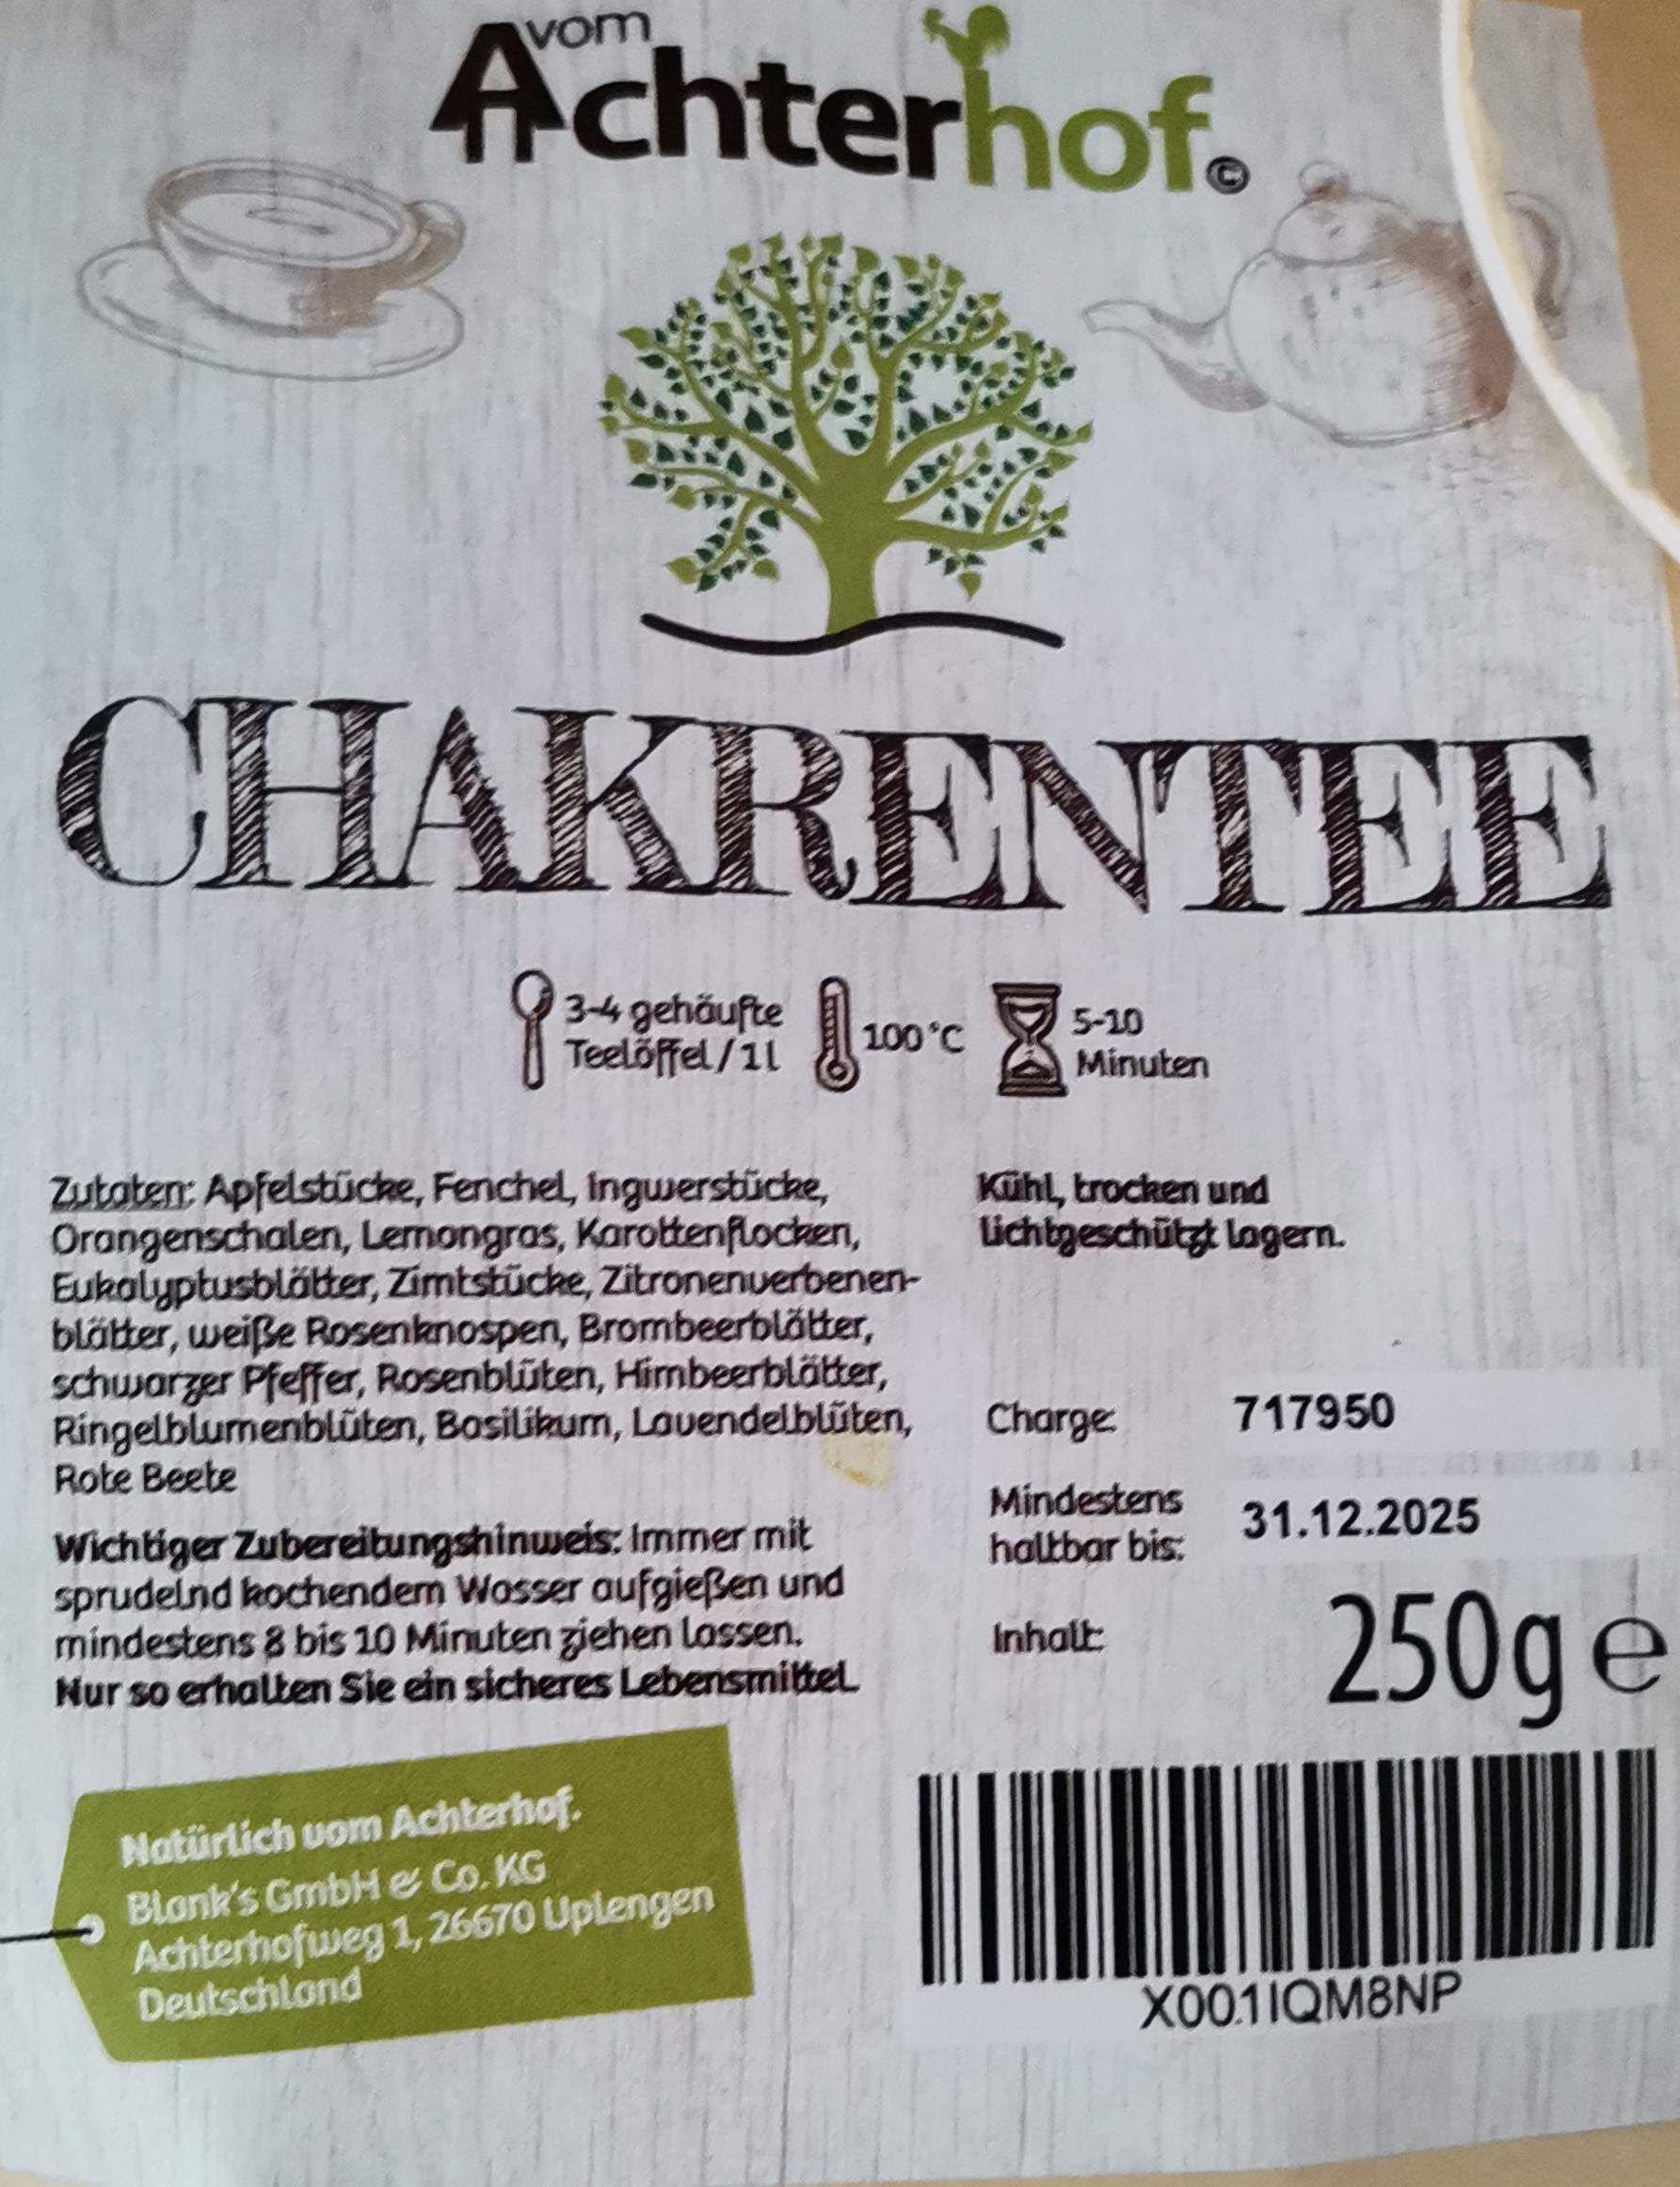 vom
Achterhof
CHAKRENTEE
3-4 gehäufte
Teelöffel / 1l
100°C
5-10
Minuten
Zutaten: Apfelstücke, Fenchel, Ingwerstücke,
Orangenschalen, Lemongras, Karottenflocken,
Eukalyptusblätter, Zimtstücke, Zitronenverbenen-
blätter, weiße Rosenknospen, Brombeerblätter,
schwarzer Pfeffer, Rosenblüten, Himbeerblätter,
Ringelblumenblüten, Basilikum, Lavendelblüten,
Rote Beete
Wichtiger Zubereitungshinweis: Immer mit
sprudelnd kochendem Wasser aufgießen und
mindestens 8 bis 10 Minuten ziehen lassen.
Nur so erhalten Sie ein sicheres Lebensmittel.
Kühl, trocken und
lichtgeschützt lagern.
Charge: 717950
Mindestens
haltbar bis: 31.12.2025
Inhalt: 250g ℮
Natürlich vom Achterhof.
Blank's GmbH & Co. KG
Achterhofweg 1, 26670 Uplengen
Deutschland
X001IQM8NP